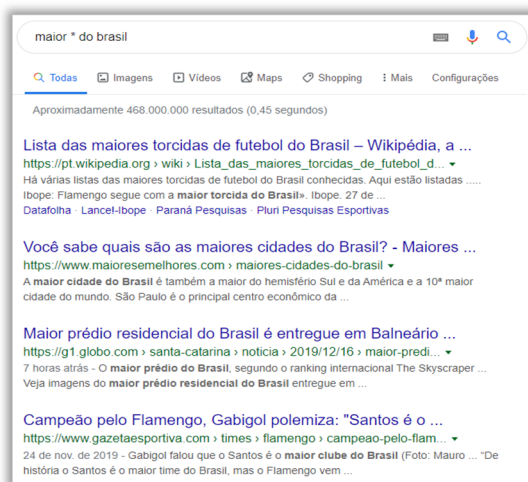 maior * do brasil
Todas Imagens Vídeos Maps Shopping Mais Configurações
Aproximadamente 468.000.000 resultados (0,45 segundos)
Lista das maiores torcidas de futebol do Brasil – Wikipédia, a ...
https://pt.wikipedia.org › wiki › Lista_das_maiores_torcidas_de_futebol_d...
Há várias listas das maiores torcidas de futebol do Brasil conhecidas. Aqui estão listadas .....
Ibope: Flamengo segue com a maior torcida do Brasil». Ibope. 27 de ...
Datafolha · Lancel-Ibope · Paraná Pesquisas · Pluri Pesquisas Esportivas
Você sabe quais são as maiores cidades do Brasil? - Maiores ...
https://www.maioresemelhores.com › maiores-cidades-do-brasil
A maior cidade do Brasil é também a maior do hemisfério Sul e da América e a 10ª maior
cidade do mundo. São Paulo é o principal centro econômico da ...
Maior prédio residencial do Brasil é entregue em Balneário ...
https://g1.globo.com › santa-catarina › noticia › 2019/12/16 › maior-predi...
7 horas atrás - O maior prédio do Brasil, segundo o ranking internacional The Skyscraper ...
Veja imagens do maior prédio residencial do Brasil entregue em ...
Campeão pelo Flamengo, Gabigol polemiza: "Santos é o ...
https://www.gazetaesportiva.com › times › flamengo › campeao-pelo-flam...
24 de nov. de 2019 - Gabigol falou que o Santos é o maior clube do Brasil (Foto: Mauro ... “De
história o Santos é o maior time do Brasil, mas o Flamengo vem ...